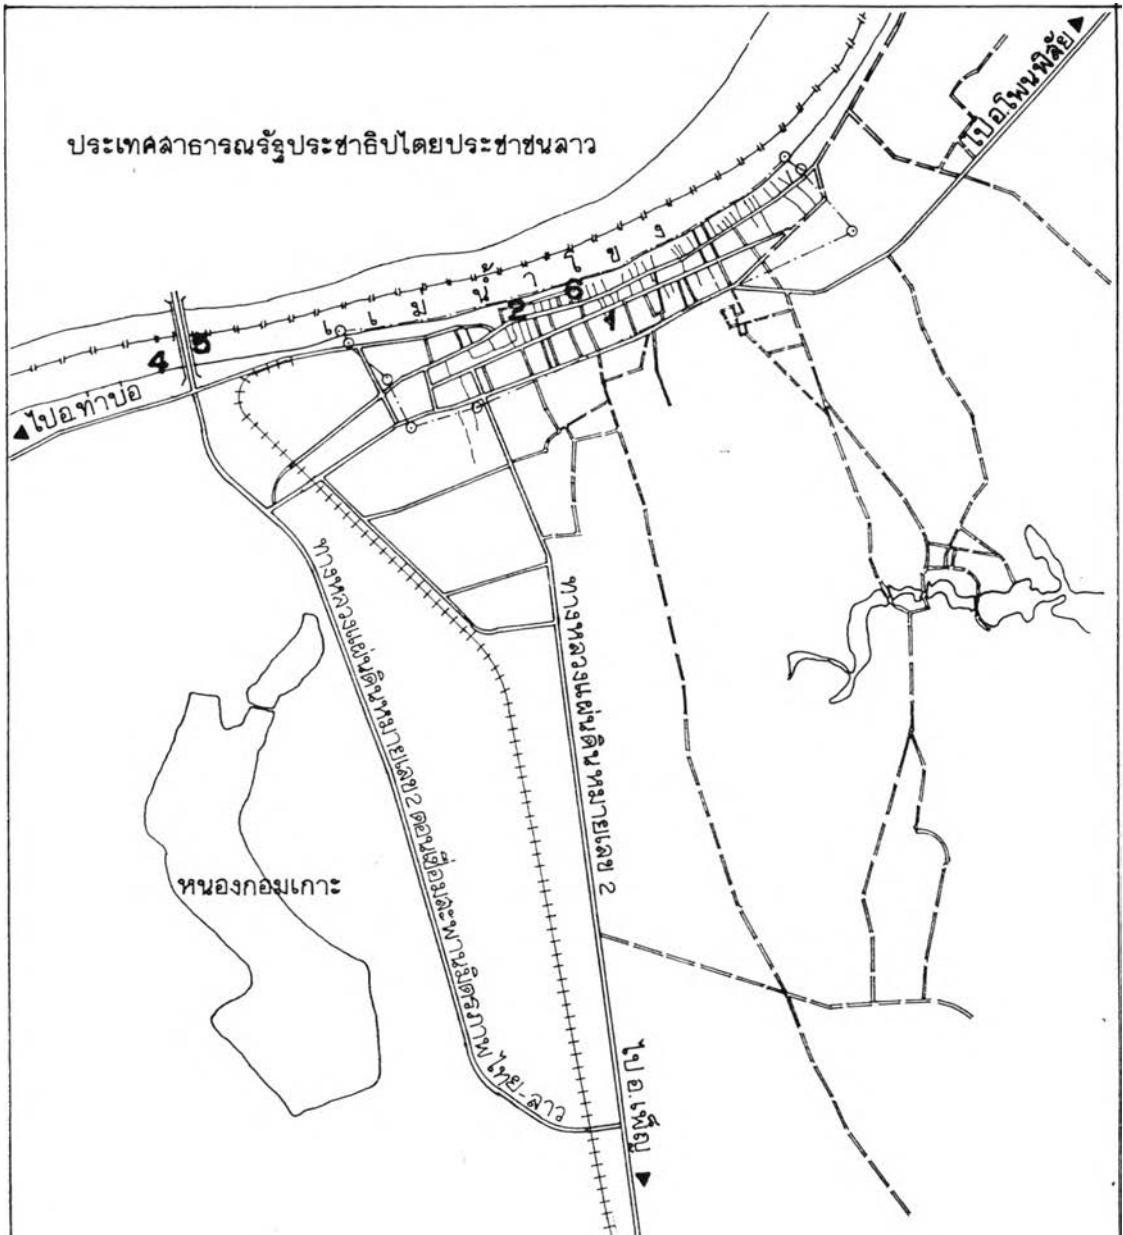 ไป อ.โพนพิสัย
ประเทศสาธารณรัฐประชาธิปไตยประชาชนลาว
แม่น้ำโขง
2
6
1
4
5
ไปอ.ท่าบ่อ
ทางหลวงแผ่นดินหมายเลข 2
หนองกอมเกาะ
ไทย-ลาว
ไป อ.เพ็ญ